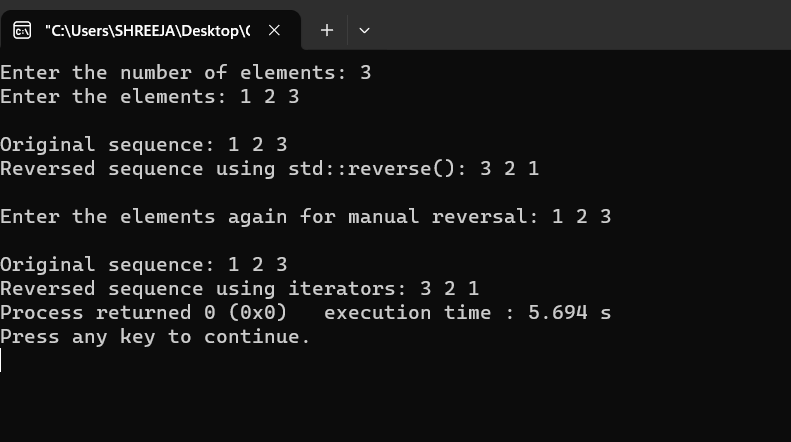 "C:\Users\SHREEJA\Desktop\C
Enter the number of elements: 3
Enter the elements: 1 2 3
Original sequence: 1 2 3
Reversed sequence using std::reverse(): 3 2 1
Enter the elements again for manual reversal: 1 2 3
Original sequence: 1 2 3
Reversed sequence using iterators: 3 2 1
Process returned 0 (0x0)   execution time : 5.694 s
Press any key to continue.